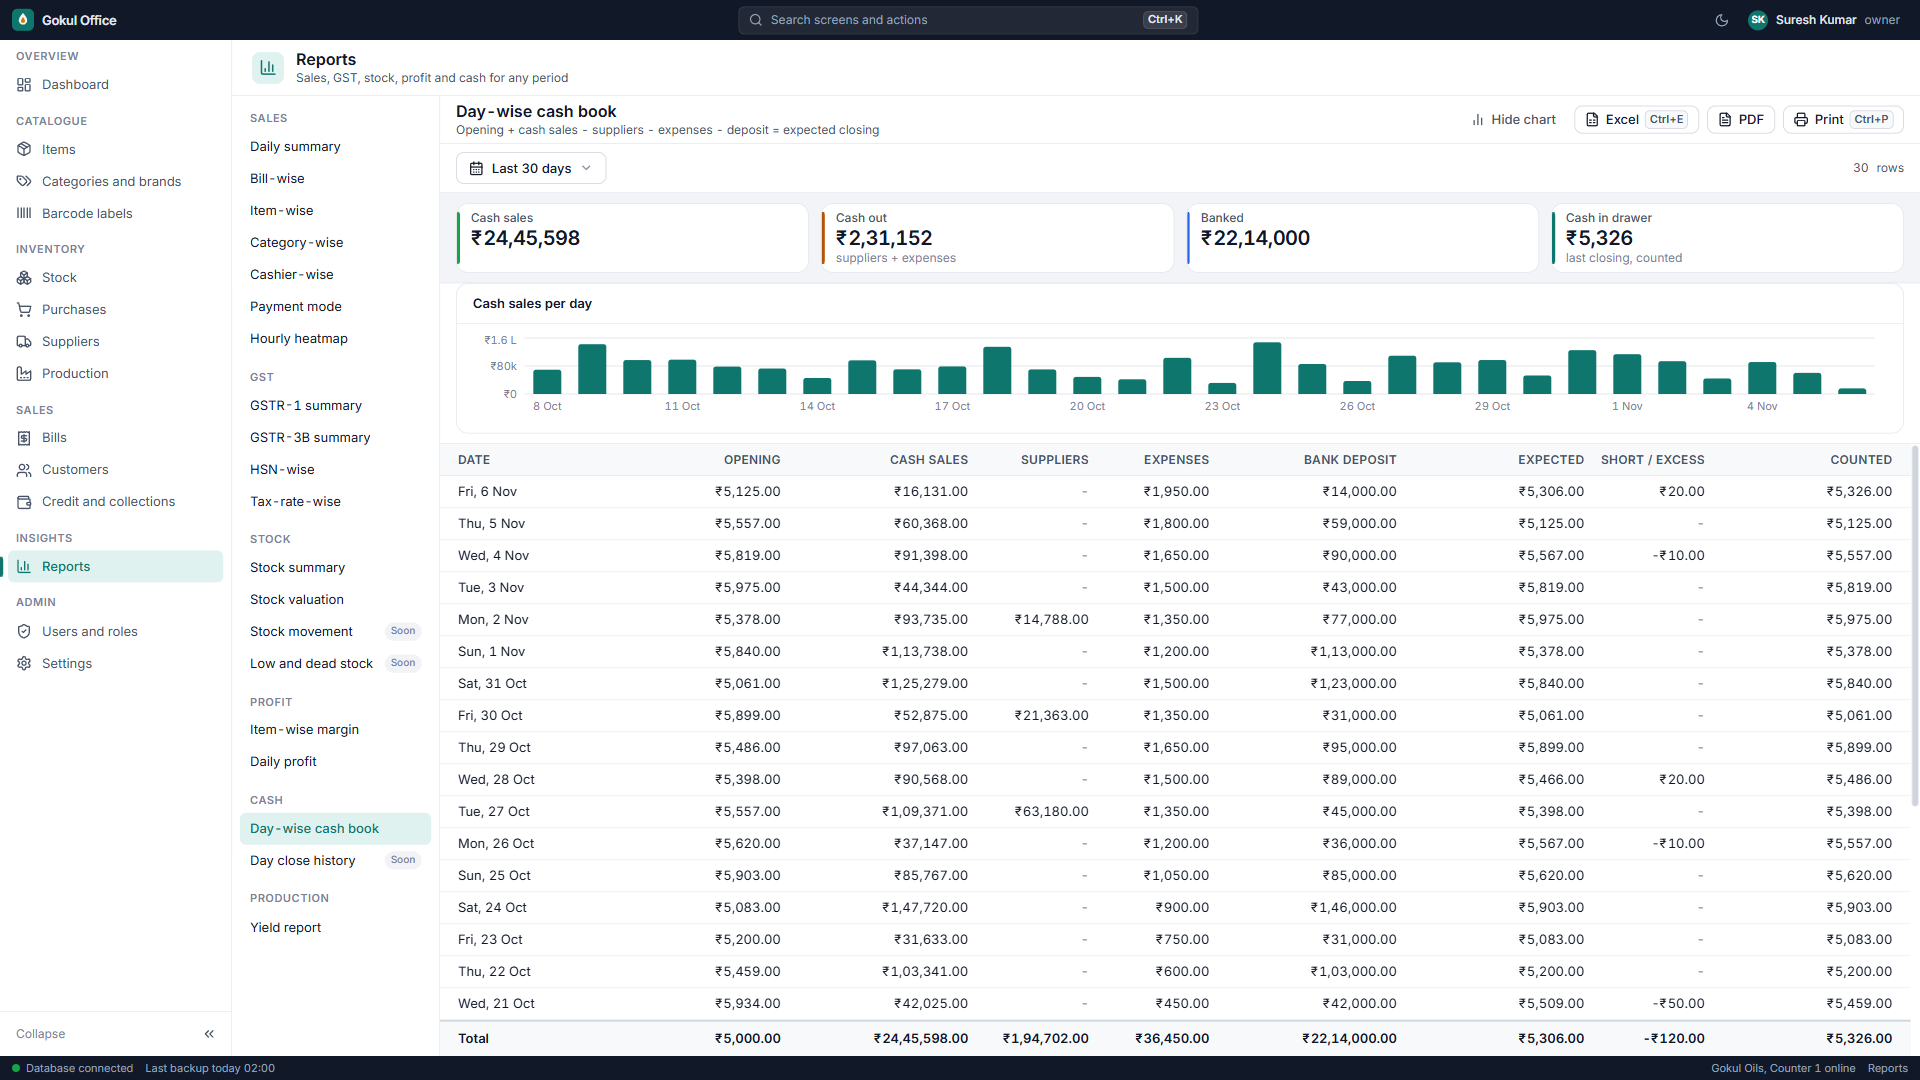 Gokul Office
Search screens and actions Ctrl+K
SK Suresh Kumar owner
OVERVIEW
Dashboard
CATALOGUE
Items
Categories and brands
Barcode labels
INVENTORY
Stock
Purchases
Suppliers
Production
SALES
Bills
Customers
Credit and collections
INSIGHTS
Reports
ADMIN
Users and roles
Settings
Collapse
Reports
Sales, GST, stock, profit and cash for any period
SALES
Daily summary
Bill-wise
Item-wise
Category-wise
Cashier-wise
Payment mode
Hourly heatmap
GST
GSTR-1 summary
GSTR-3B summary
HSN-wise
Tax-rate-wise
STOCK
Stock summary
Stock valuation
Stock movement Soon
Low and dead stock Soon
PROFIT
Item-wise margin
Daily profit
CASH
Day-wise cash book
Day close history Soon
PRODUCTION
Yield report
Day-wise cash book
Opening + cash sales - suppliers - expenses - deposit = expected closing
Hide chart Excel Ctrl+E PDF Print Ctrl+P
Last 30 days
30 rows
Cash sales
₹24,45,598
Cash out
₹2,31,152
suppliers + expenses
Banked
₹22,14,000
Cash in drawer
₹5,326
last closing, counted
Cash sales per day
₹1.6 L
₹80k
₹0
8 Oct 11 Oct 14 Oct 17 Oct 20 Oct 23 Oct 26 Oct 29 Oct 1 Nov 4 Nov
DATE OPENING CASH SALES SUPPLIERS EXPENSES BANK DEPOSIT EXPECTED SHORT / EXCESS COUNTED
Fri, 6 Nov ₹5,125.00 ₹16,131.00 - ₹1,950.00 ₹14,000.00 ₹5,306.00 ₹20.00 ₹5,326.00
Thu, 5 Nov ₹5,557.00 ₹60,368.00 - ₹1,800.00 ₹59,000.00 ₹5,125.00 - ₹5,125.00
Wed, 4 Nov ₹5,819.00 ₹91,398.00 - ₹1,650.00 ₹90,000.00 ₹5,567.00 -₹10.00 ₹5,557.00
Tue, 3 Nov ₹5,975.00 ₹44,344.00 - ₹1,500.00 ₹43,000.00 ₹5,819.00 - ₹5,819.00
Mon, 2 Nov ₹5,378.00 ₹93,735.00 ₹14,788.00 ₹1,350.00 ₹77,000.00 ₹5,975.00 - ₹5,975.00
Sun, 1 Nov ₹5,840.00 ₹1,13,738.00 - ₹1,200.00 ₹1,13,000.00 ₹5,378.00 - ₹5,378.00
Sat, 31 Oct ₹5,061.00 ₹1,25,279.00 - ₹1,500.00 ₹1,23,000.00 ₹5,840.00 - ₹5,840.00
Fri, 30 Oct ₹5,899.00 ₹52,875.00 ₹21,363.00 ₹1,350.00 ₹31,000.00 ₹5,061.00 - ₹5,061.00
Thu, 29 Oct ₹5,486.00 ₹97,063.00 - ₹1,650.00 ₹95,000.00 ₹5,899.00 - ₹5,899.00
Wed, 28 Oct ₹5,398.00 ₹90,568.00 - ₹1,500.00 ₹89,000.00 ₹5,466.00 ₹20.00 ₹5,486.00
Tue, 27 Oct ₹5,557.00 ₹1,09,371.00 ₹63,180.00 ₹1,350.00 ₹45,000.00 ₹5,398.00 - ₹5,398.00
Mon, 26 Oct ₹5,620.00 ₹37,147.00 - ₹1,200.00 ₹36,000.00 ₹5,567.00 -₹10.00 ₹5,557.00
Sun, 25 Oct ₹5,903.00 ₹85,767.00 - ₹1,050.00 ₹85,000.00 ₹5,620.00 - ₹5,620.00
Sat, 24 Oct ₹5,083.00 ₹1,47,720.00 - ₹900.00 ₹1,46,000.00 ₹5,903.00 - ₹5,903.00
Fri, 23 Oct ₹5,200.00 ₹31,633.00 - ₹750.00 ₹31,000.00 ₹5,083.00 - ₹5,083.00
Thu, 22 Oct ₹5,459.00 ₹1,03,341.00 - ₹600.00 ₹1,03,000.00 ₹5,200.00 - ₹5,200.00
Wed, 21 Oct ₹5,934.00 ₹42,025.00 - ₹450.00 ₹42,000.00 ₹5,509.00 -₹50.00 ₹5,459.00
Total ₹5,000.00 ₹24,45,598.00 ₹1,94,702.00 ₹36,450.00 ₹22,14,000.00 ₹5,306.00 -₹120.00 ₹5,326.00
Database connected Last backup today 02:00
Gokul Oils, Counter 1 online Reports